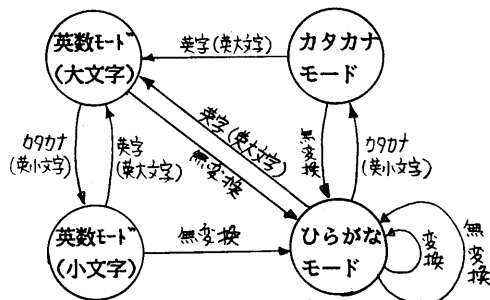 英数ﾓｰﾄﾞ
(大文字)
英字(英大文字)
カタカナ
モード
カタカナ
(英小文字)
英字
(英大文字)
英字(英大文字)
無変換
無変換
カタカナ
(英小文字)
英数ﾓｰﾄﾞ
(小文字)
無変換
ひらがな
モード
変換
無変換